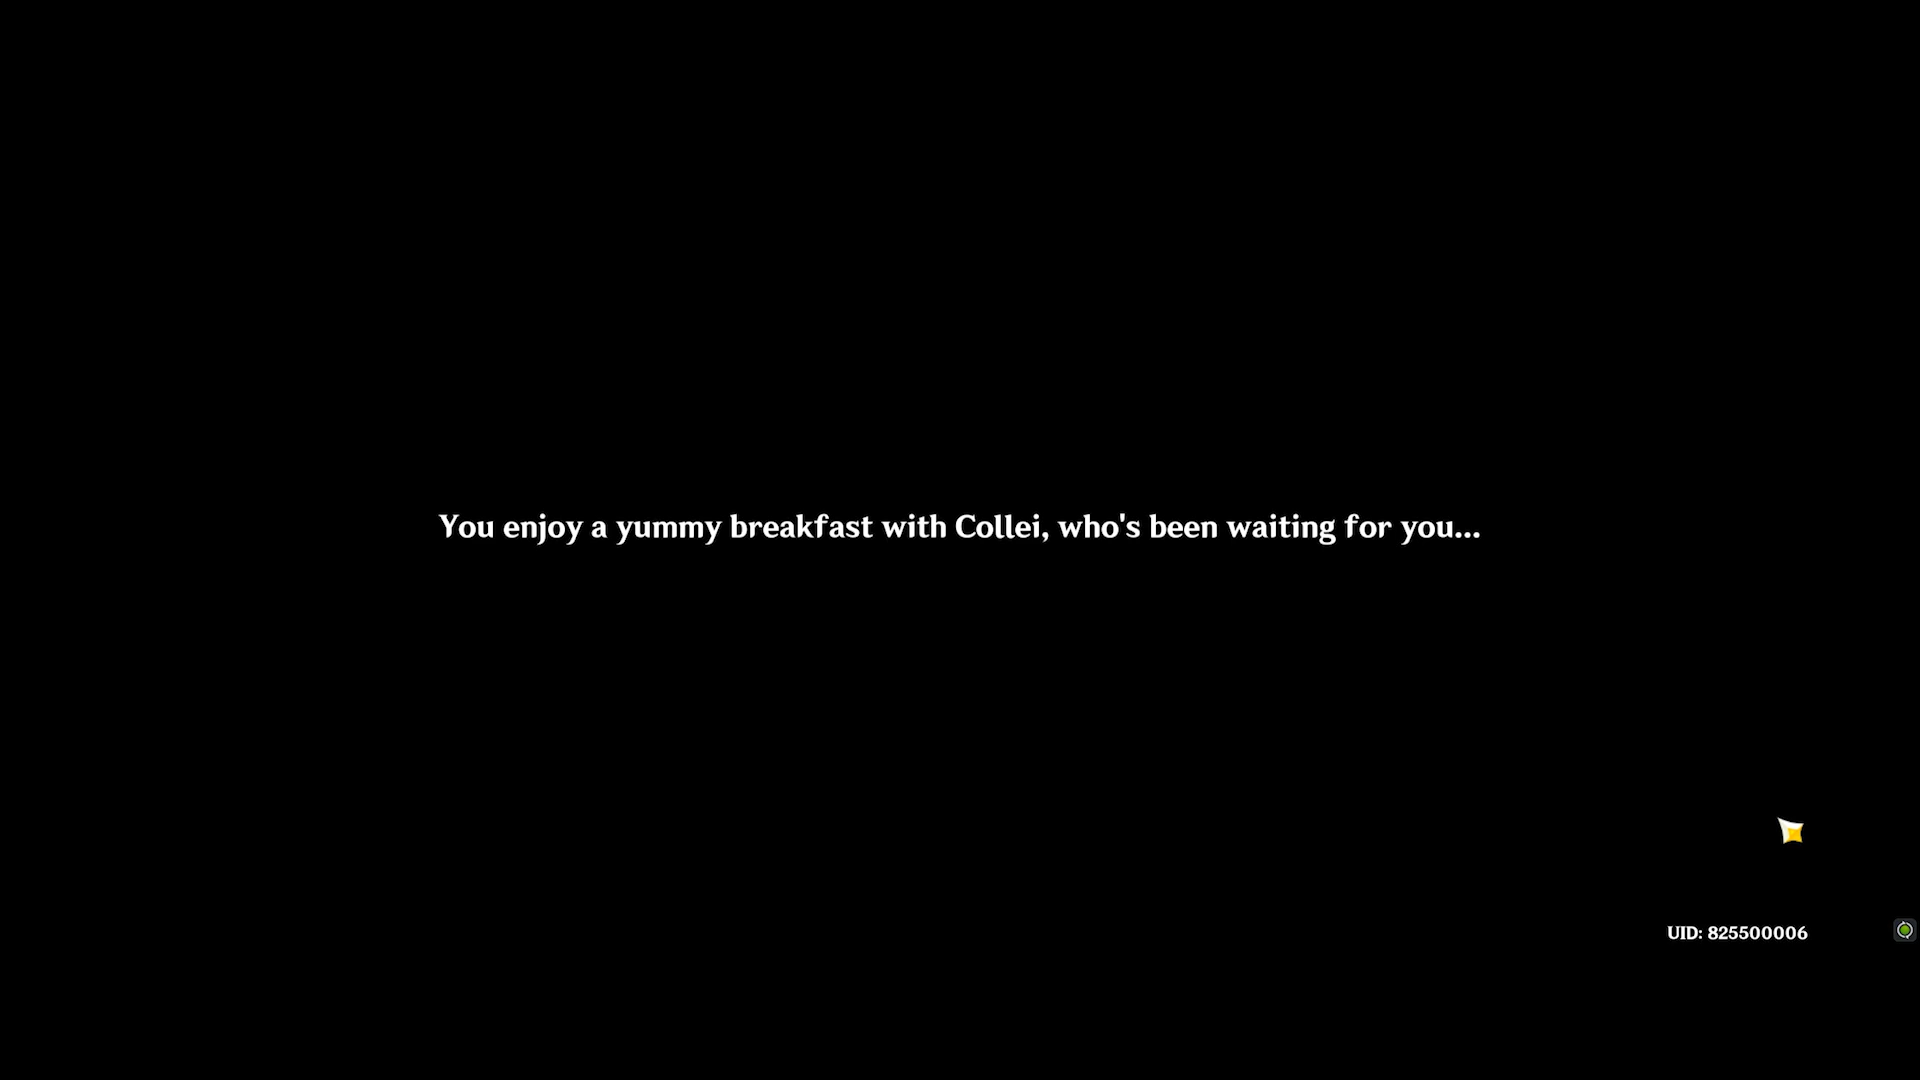 You enjoy a yummy breakfast with Collei, who's been waiting for you...
UID: 825500006